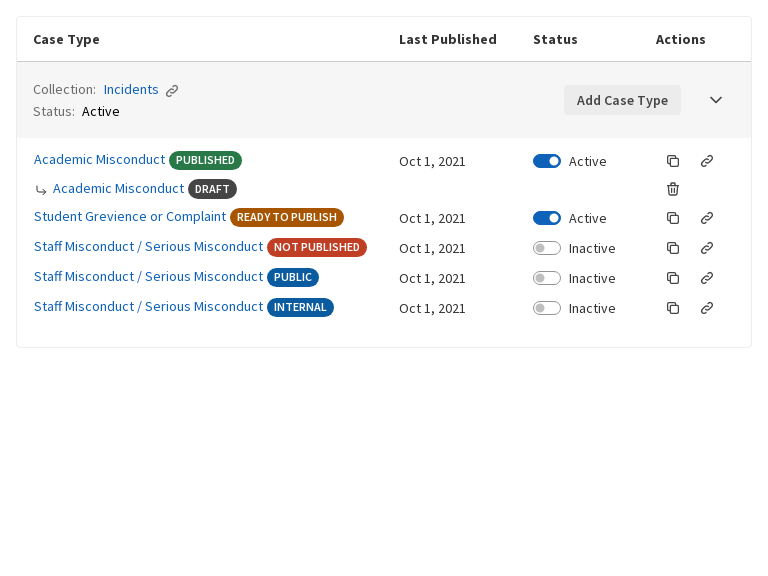 Case Type Last Published Status Actions
Collection: Incidents
Status: Active
Add Case Type
Academic Misconduct PUBLISHED Oct 1, 2021 Active
Academic Misconduct DRAFT
Student Grevience or Complaint READY TO PUBLISH Oct 1, 2021 Active
Staff Misconduct / Serious Misconduct NOT PUBLISHED Oct 1, 2021 Inactive
Staff Misconduct / Serious Misconduct PUBLIC Oct 1, 2021 Inactive
Staff Misconduct / Serious Misconduct INTERNAL Oct 1, 2021 Inactive